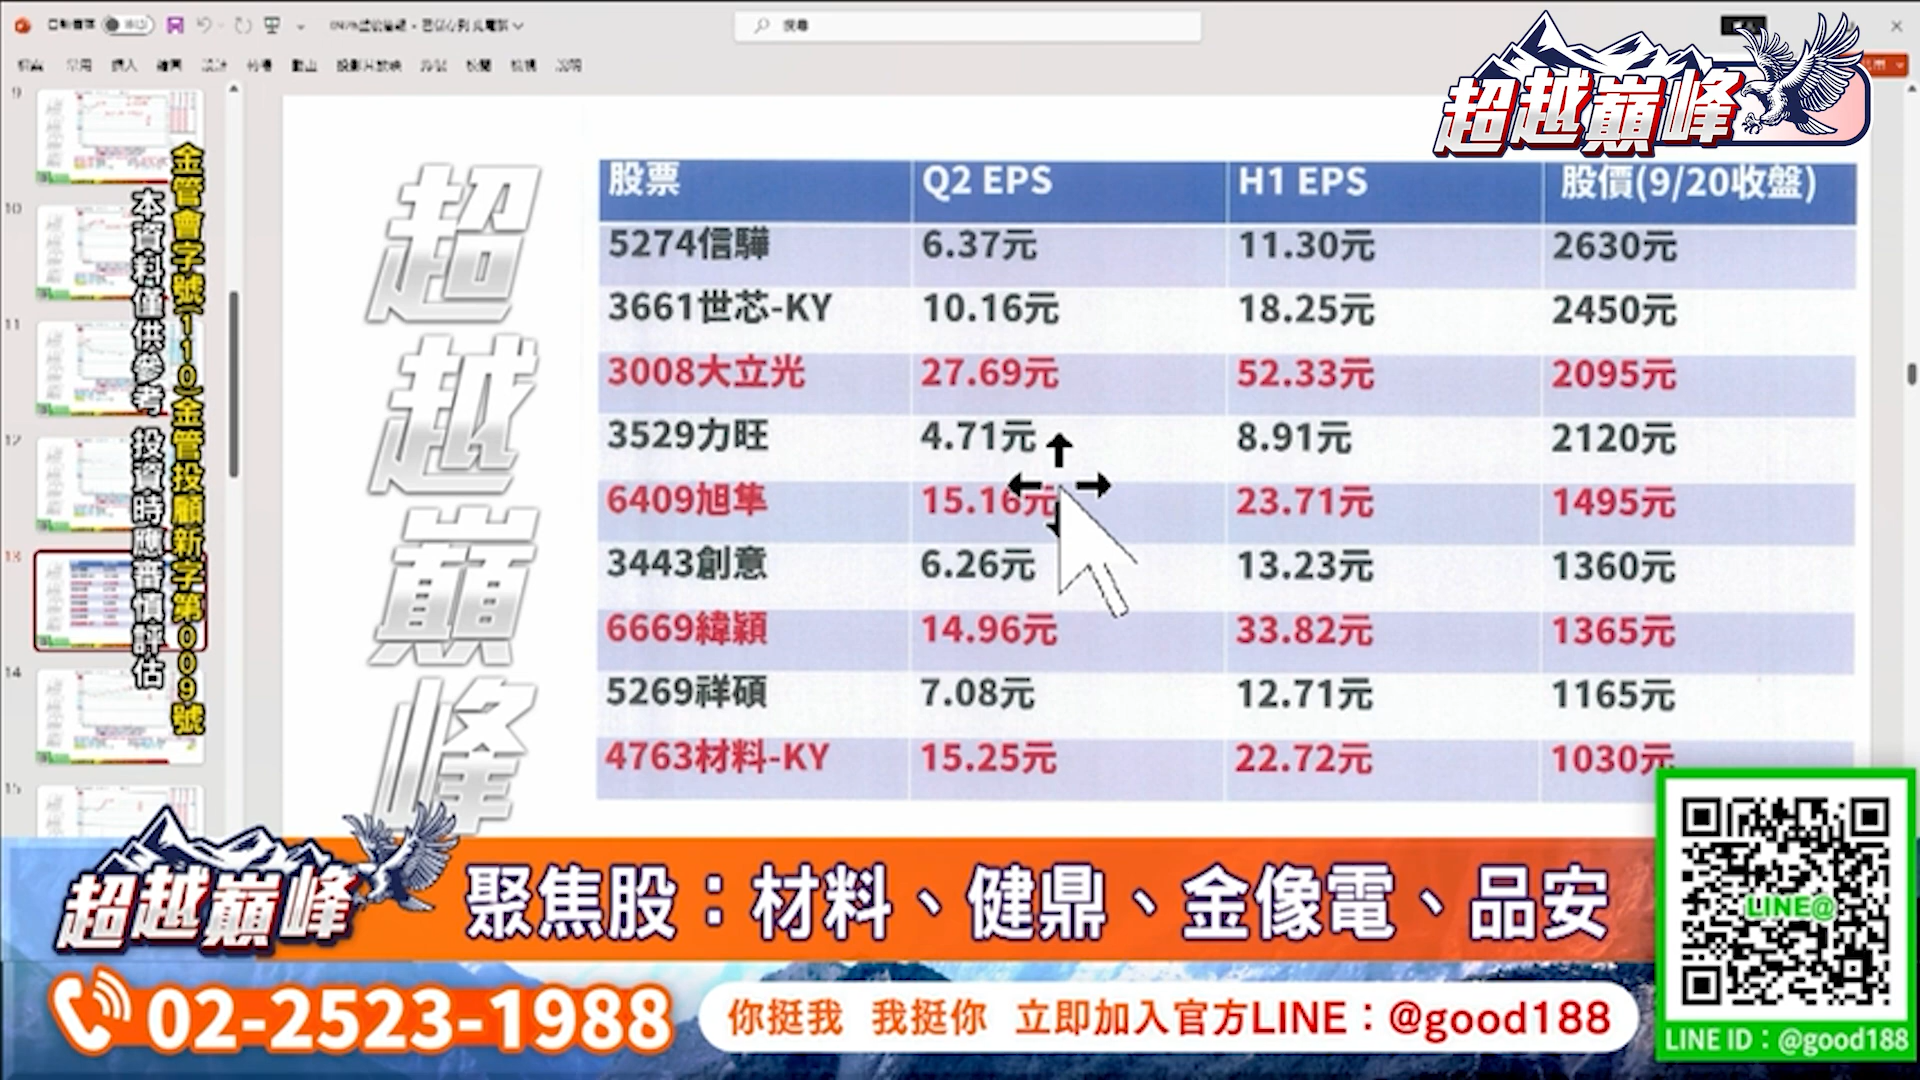 搜尋
超越巔峰
金管會字號(110)金管投顧新字第009號
本資料僅供參考 投資時應審慎評估
9
10
11
12
13
14
15
超越巔峰
股票 Q2 EPS H1 EPS 股價(9/20收盤)
5274信驊 6.37元 11.30元 2630元
3661世芯-KY 10.16元 18.25元 2450元
3008大立光 27.69元 52.33元 2095元
3529力旺 4.71元 8.91元 2120元
6409旭隼 15.16元 23.71元 1495元
3443創意 6.26元 13.23元 1360元
6669緯穎 14.96元 33.82元 1365元
5269祥碩 7.08元 12.71元 1165元
4763材料-KY 15.25元 22.72元 1030元
超越巔峰
聚焦股：材料、健鼎、金像電、品安
02-2523-1988
你挺我 我挺你 立即加入官方LINE：@good188
LINE@
LINE ID：@good188